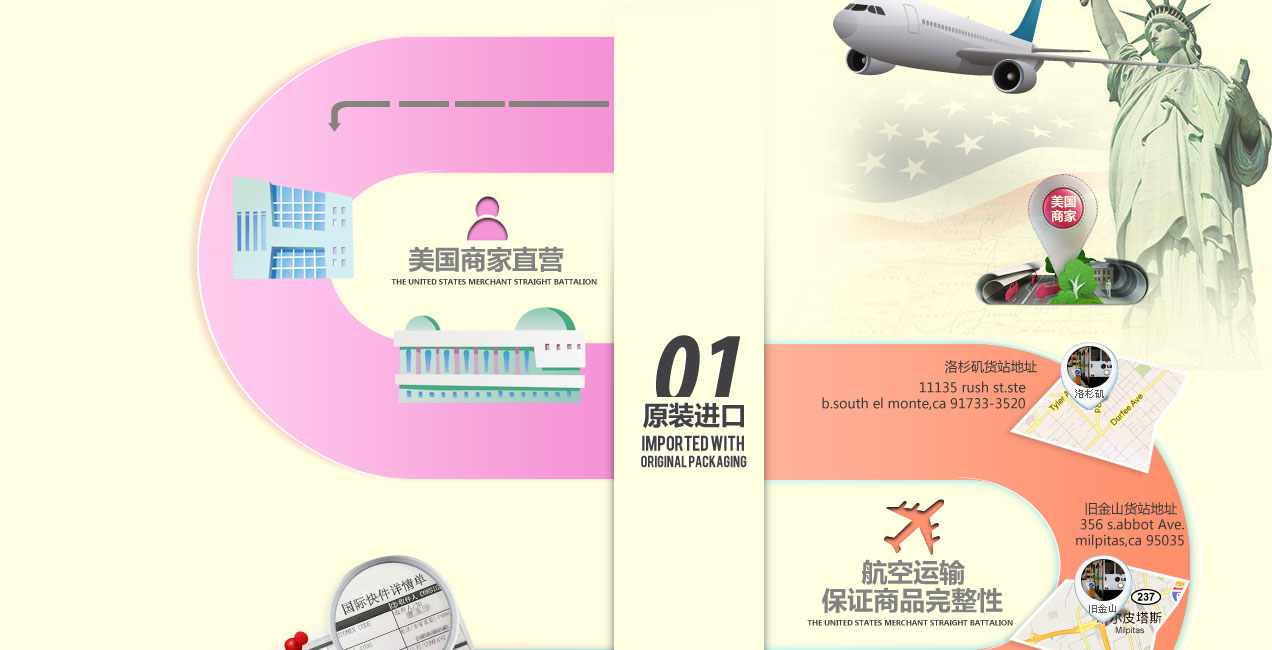 美国
商家
美国商家直营
THE UNITED STATES MERCHANT STRAIGHT BATTALION
01
原装进口
IMPORTED WITH
ORIGINAL PACKAGING
洛杉矶货站地址
11135 rush st.ste
b.south el monte,ca 91733-3520
洛杉矶
Durfee Ave
旧金山货站地址
356 s.abbot Ave.
milpitas,ca 95035
航空运输
保证商品完整性
THE UNITED STATES MERCHANT STRAIGHT BATTALION
旧金山
237
尔皮塔斯
Milpitas
国际快件详情单